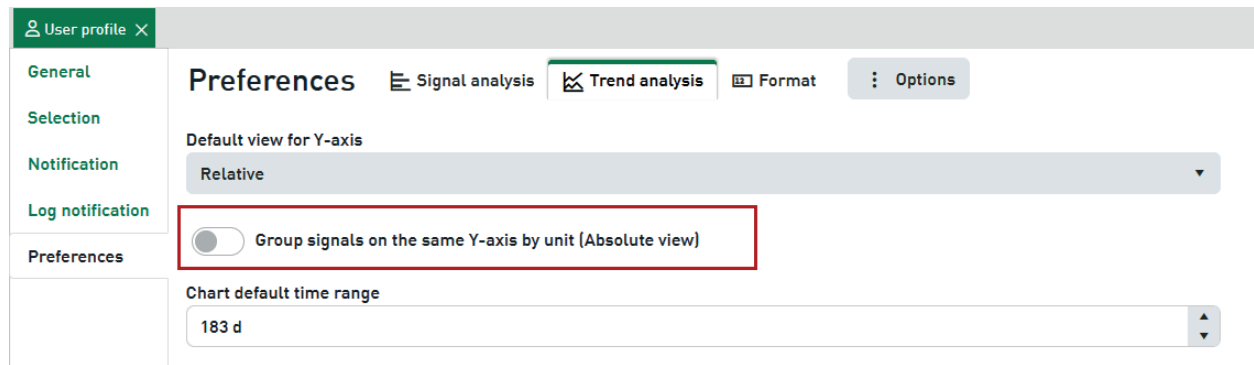 User profile
General
Selection
Notification
Log notification
Preferences
Preferences Signal analysis Trend analysis Format Options
Default view for Y-axis
Relative
Group signals on the same Y-axis by unit (Absolute view)
Chart default time range
183 d